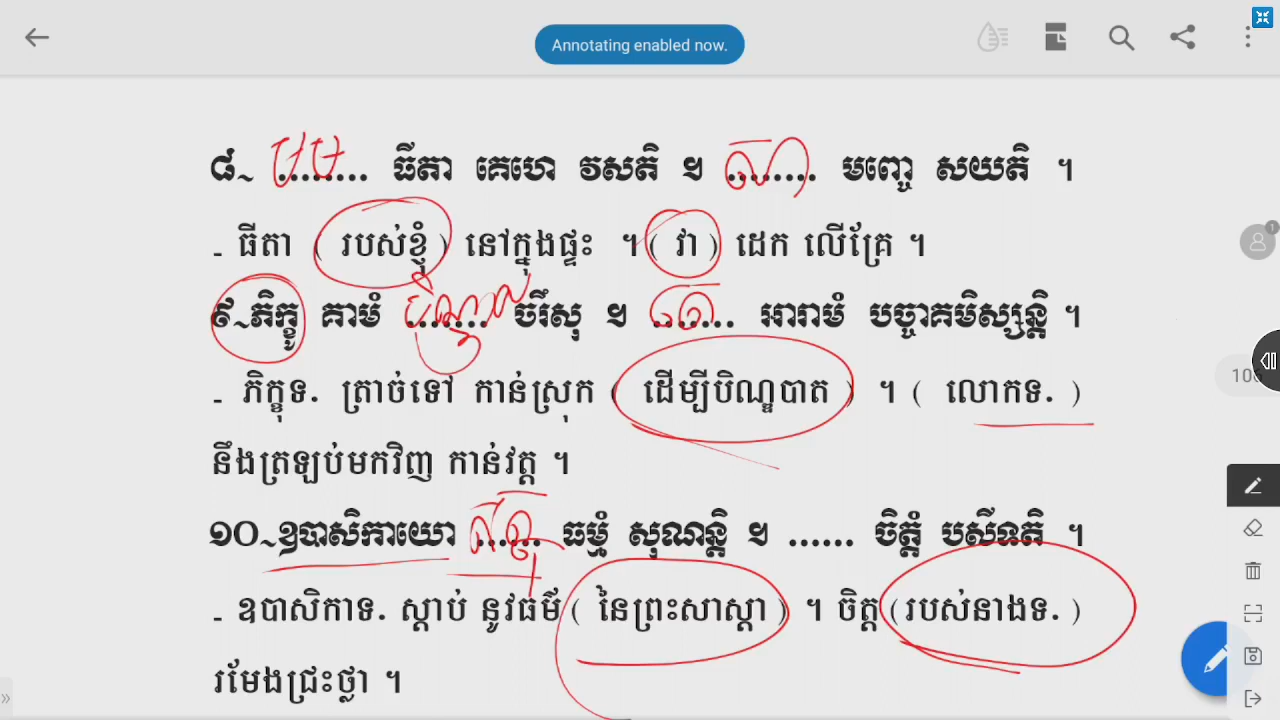 Annotating enabled now.
៨~ មម ........ ធីតា គេហេ វសតិ ។ សា ........ មញ្ចេ សយតិ ។
- ធីតា ( របស់ខ្ញុំ ) នៅក្នុងផ្ទះ ។ ( វា ) ដេក លើគ្រែ ។
៩~ភិក្ខូ គាមំ ....... ចរឹសុ ។ តេ ....... អារាមំ បច្ចាគមិស្សន្តិ ។
- ភិក្ខុទ. ត្រាច់ទៅ កាន់ស្រុក ( ដើម្បីបិណ្ឌបាត ) ។ ( លោកទ. )
នឹងត្រឡប់មកវិញ កាន់វត្ត ។
១០~ឧបាសិកាយោ ...... ធម្មំ សុណន្តិ ។ ...... ចិត្តំ បសីទតិ ។
- ឧបាសិកាទ. ស្តាប់ នូវធម៌ ( នៃព្រះសាស្តា ) ។ ចិត្ត (របស់នាងទ. )
រមែងជ្រះថ្លា ។
106
1